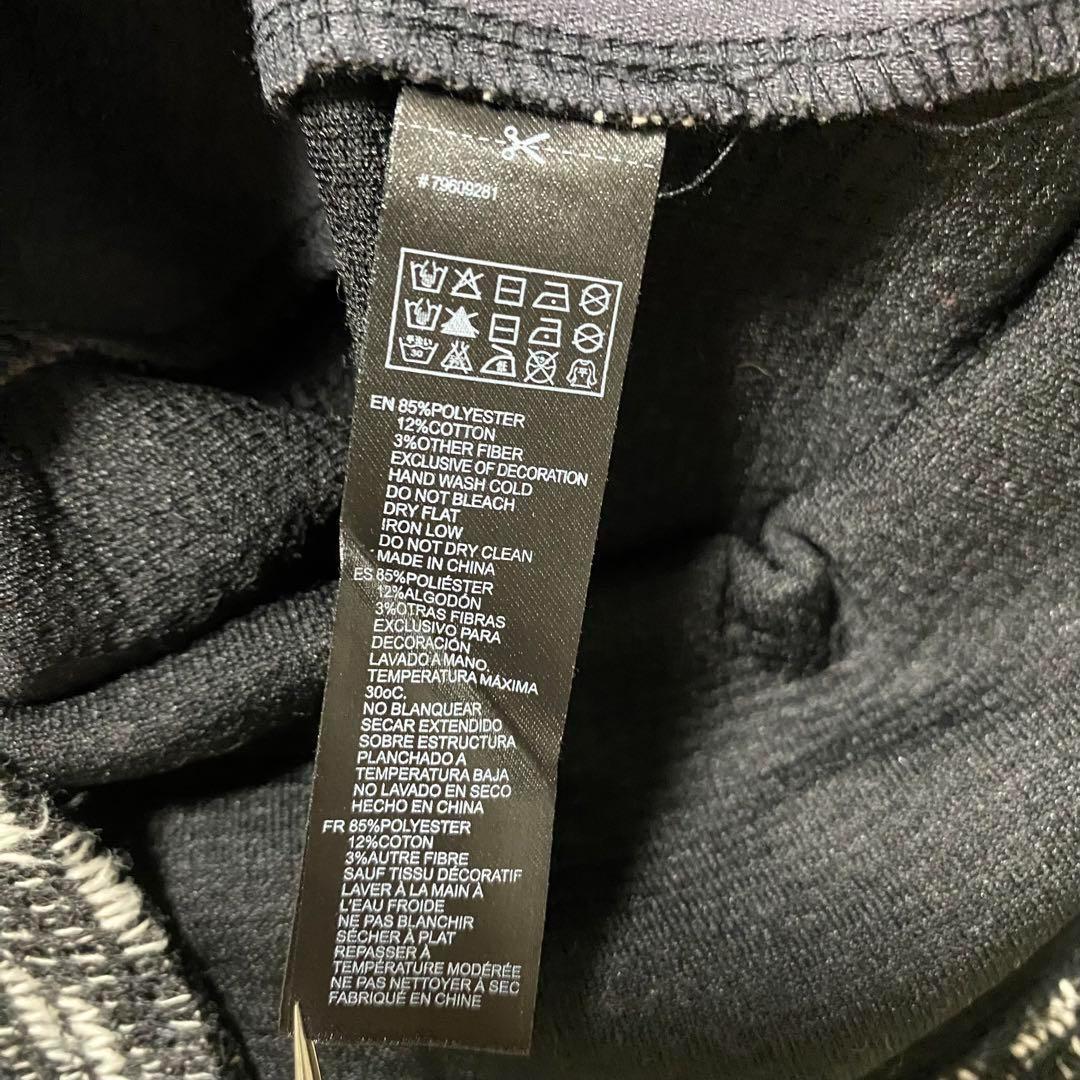 #79609281
手洗い
30
EN 85%POLYESTER
12%COTTON
3%OTHER FIBER
EXCLUSIVE OF DECORATION
HAND WASH COLD
DO NOT BLEACH
DRY FLAT
IRON LOW
DO NOT DRY CLEAN
MADE IN CHINA
ES 85%POLIÉSTER
12%ALGODÓN
3%OTRAS FIBRAS
EXCLUSIVO PARA
DECORACIÓN
LAVADO A MANO,
TEMPERATURA MÁXIMA
30oC.
NO BLANQUEAR
SECAR EXTENDIDO
SOBRE ESTRUCTURA
PLANCHADO A
TEMPERATURA BAJA
NO LAVADO EN SECO
HECHO EN CHINA
FR 85%POLYESTER
12%COTON
3%AUTRE FIBRE
SAUF TISSU DÉCORATIF
LAVER À LA MAIN À
L'EAU FROIDE
NE PAS BLANCHIR
SÉCHER À PLAT
REPASSER À
TEMPÉRATURE MODÉRÉE
NE PAS NETTOYER À SEC
FABRIQUÉ EN CHINE